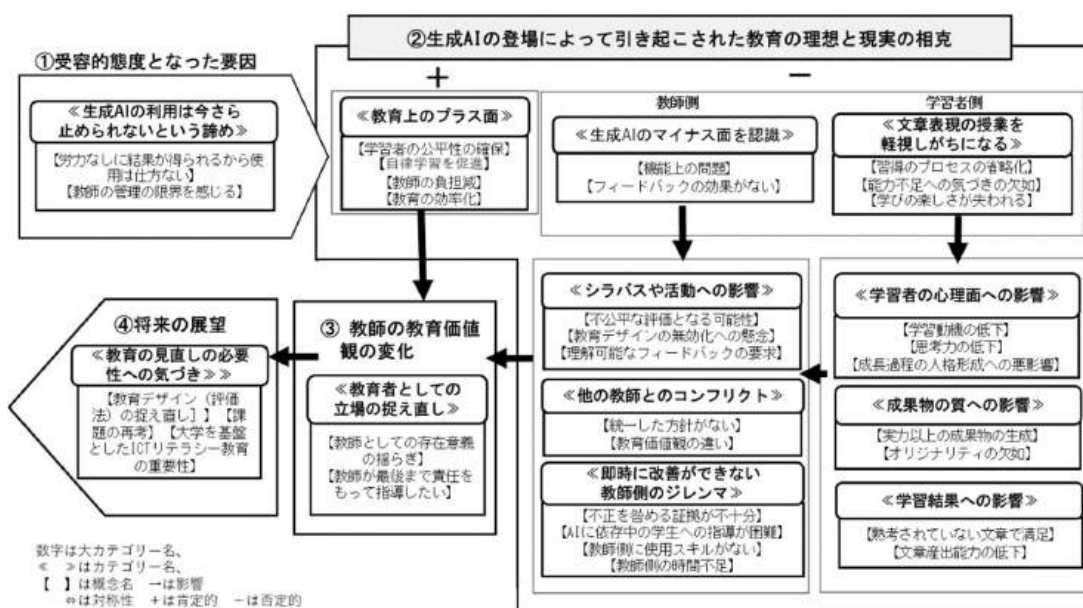 ②生成AIの登場によって引き起こされた教育の理想と現実の相克
①受容的態度となった要因
≪生成AIの利用は今さら
止められないという諦め≫
【労力なしに結果が得られるから使
用は仕方ない】
【教師の管理の限界を感じる】
＋
≪教育上のプラス面≫
【学習者の公平性の確保】
【自律学習を促進】
【教師の負担減】
【教育の効率化】
－
教師側
≪生成AIのマイナス面を認識≫
【機能上の問題】
【フィードバックの効果がない】
学習者側
≪文章表現の授業を
軽視しがちになる≫
【習得のプロセスの省略化】
【能力不足への気づきの欠如】
【学びの楽しさが失われる】
≪シラバスや活動への影響≫
【不公平な評価となる可能性】
【教育デザインの無効化への懸念】
【理解可能なフィードバックの要求】
≪他の教師とのコンフリクト≫
【統一した方針がない】
【教育価値観の違い】
≪即時に改善ができない
教師側のジレンマ≫
【不正を咎める証拠が不十分】
【AIに依存中の学生への指導が困難】
【教師側に使用スキルがない】
【教師側の時間不足】
≪学習者の心理面への影響≫
【学習動機の低下】
【思考力の低下】
【成長過程の人格形成への悪影響】
≪成果物の質への影響≫
【実力以上の成果物の生成】
【オリジナリティの欠如】
≪学習結果への影響≫
【熟考されていない文章で満足】
【文章産出能力の低下】
③ 教師の教育価値
観の変化
≪教育者としての
立場の捉え直し≫
【教師としての存在意義
の揺らぎ】
【教師が最後まで責任を
もって指導したい】
④将来の展望
≪教育の見直しの必要
性への気づき≫≫
【教育デザイン（評価
法）の捉え直し］】【課
題の再考】【大学を基盤
としたICTリテラシー教育
の重要性】
数字は大カテゴリー名、
≪　≫はカテゴリー名、
【　】は概念名　→は影響
⇔は対称性　＋は肯定的　－は否定的